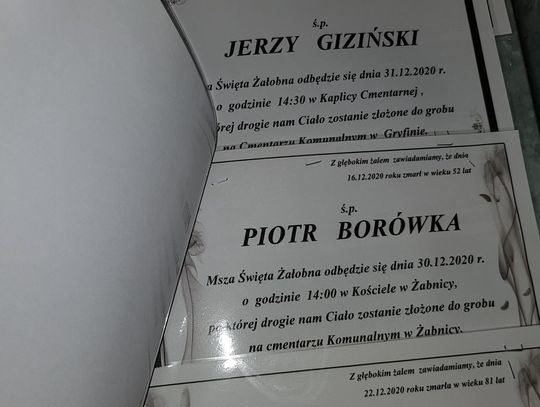 ś.p.
JERZY GIZIŃSKI
Święta Żałobna odbędzie się dnia 31.12.2020 r.
o godzinie 14:30 w Kaplicy Cmentarnej ,
drogie nam Ciało zostanie złożone do grobu
na Cmentarzu Komunalnym w Gryfinie.
Z głębokim żalem zawiadamiamy, że dnia
16.12.2020 roku zmarł w wieku 52 lat
ś.p.
PIOTR BORÓWKA
Msza Święta Żałobna odbędzie się dnia 30.12.2020 r.
o godzinie 14:00 w Kościele w Żabnicy,
po której drogie nam Ciało zostanie złożone do grobu
na cmentarzu Komunalnym w Żabnicy.
Z głębokim żalem zawiadamiamy, że dnia
22.12.2020 roku zmarła w wieku 81 lat